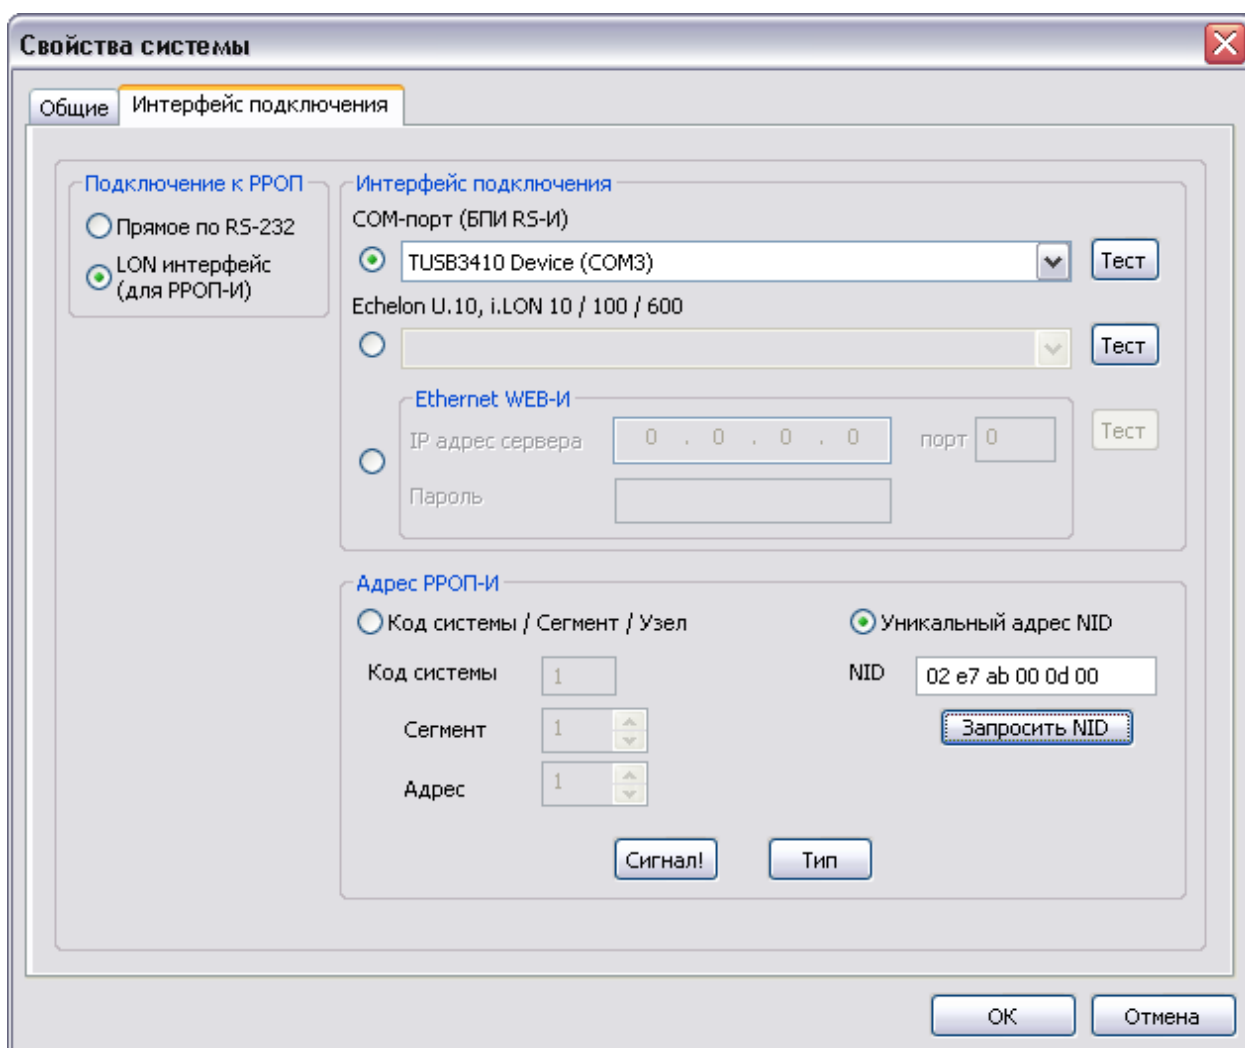 Свойства системы
Общие
Интерфейс подключения
Подключение к РРОП
Прямое по RS-232
LON интерфейс
(для РРОП-И)
Интерфейс подключения
COM-порт (БПИ RS-И)
TUSB3410 Device (COM3)
Тест
Echelon U.10, i.LON 10 / 100 / 600
Тест
Ethernet WEB-И
IP адрес сервера
0 . 0 . 0 . 0
порт
0
Тест
Пароль
Адрес РРОП-И
Код системы / Сегмент / Узел
Уникальный адрес NID
Код системы
1
NID
02 e7 ab 00 0d 00
Сегмент
1
Запросить NID
Адрес
1
Сигнал!
Тип
OK
Отмена